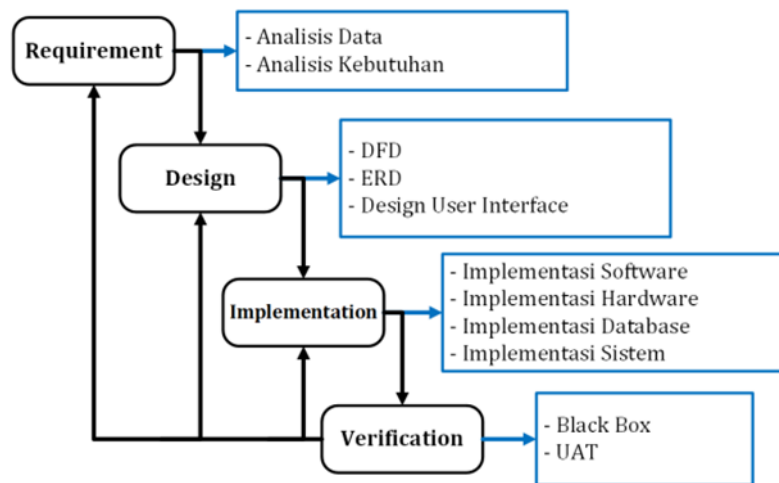 Requirement
- Analisis Data
- Analisis Kebutuhan
Design
- DFD
- ERD
- Design User Interface
Implementation
- Implementasi Software
- Implementasi Hardware
- Implementasi Database
- Implementasi Sistem
Verification
- Black Box
- UAT